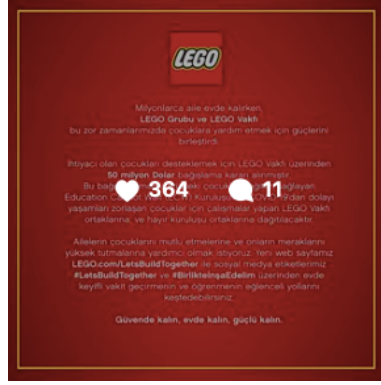 LEGO
Milyonlarca aile evde kalırken,
LEGO Grubu ve LEGO Vakfı
bu zor zamanlarımızda çocuklara yardım etmek için güçlerini
birleştirdi.
İhtiyacı olan çocukları desteklemek için LEGO Vakfı üzerinden
50 milyon Dolar bağışlama kararı alınmıştır.
Bu
364
11
Education
dolayı
yaşamları zorlaşan çocuklar için çalışmalar yapan LEGO Vakfı
ortaklarına, ve hayır kuruluşu ortaklarına dağıtılacaktır.
Ailelerin çocuklarını mutlu etmelerine ve onların meraklarını
yüksek tutmalarına yardımcı olmak istiyoruz. Yeni web sayfamız
LEGO.com/LetsBuildTogether ile sosyal medya etiketlerimiz
#LetsBuildTogether ve #BirlikteİnşaEdelim üzerinden evde
keyifli vakit geçirmenin ve öğrenmenin eğlenceli yollarını
keşfedebilirsiniz.
Güvende kalın, evde kalın, güçlü kalın.